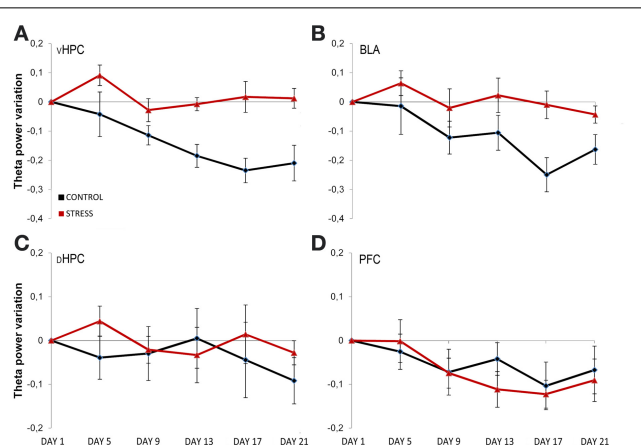 A
vHPC
0,2
0,1
0
-0,1
-0,2
-0,3
-0,4
Theta power variation
CONTROL
STRESS
B
BLA
0,2
0,1
0
-0,1
-0,2
-0,3
-0,4
C
DHPC
0,2
0,1
0
-0,1
-0,2
Theta power variation
DAY 1 DAY 5 DAY 9 DAY 13 DAY 17 DAY 21
D
PFC
0,2
0,1
0
-0,1
-0,2
DAY 1 DAY 5 DAY 9 DAY 13 DAY 17 DAY 21